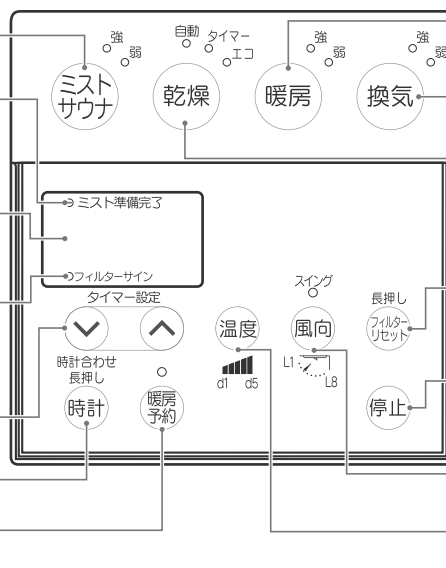 強
弱
自動
タイマー
エコ
強
弱
強
弱
ミスト
サウナ
乾燥
暖房
換気
ミスト準備完了
フィルターサイン
タイマー設定
スイング
長押し
温度
風向
フィルター
リセット
時計合わせ
長押し
d1 d5
L1
L8
時計
暖房
予約
停止